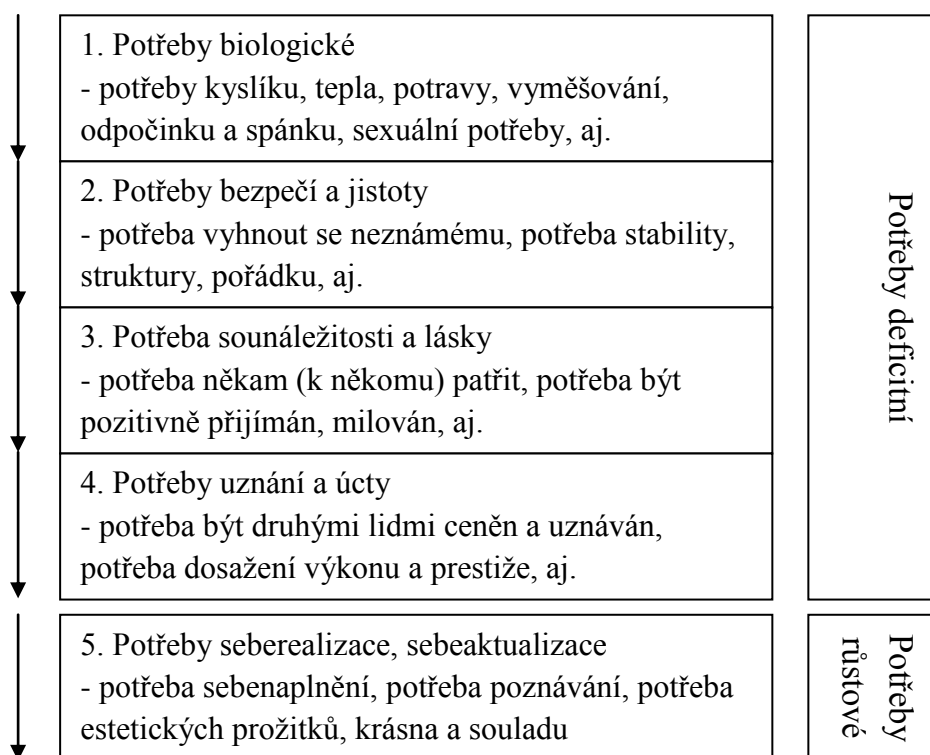 1. Potřeby biologické
- potřeby kyslíku, tepla, potravy, vyměšování,
odpočinku a spánku, sexuální potřeby, aj.
2. Potřeby bezpečí a jistoty
- potřeba vyhnout se neznámému, potřeba stability,
struktury, pořádku, aj.
3. Potřeba sounáležitosti a lásky
- potřeba někam (k někomu) patřit, potřeba být
pozitivně přijímán, milován, aj.
4. Potřeby uznání a úcty
- potřeba být druhými lidmi ceněn a uznáván,
potřeba dosažení výkonu a prestiže, aj.
Potřeby deficitní
5. Potřeby seberealizace, sebeaktualizace
- potřeba sebenaplnění, potřeba poznávání, potřeba
estetických prožitků, krásna a souladu
Potřeby
růstové